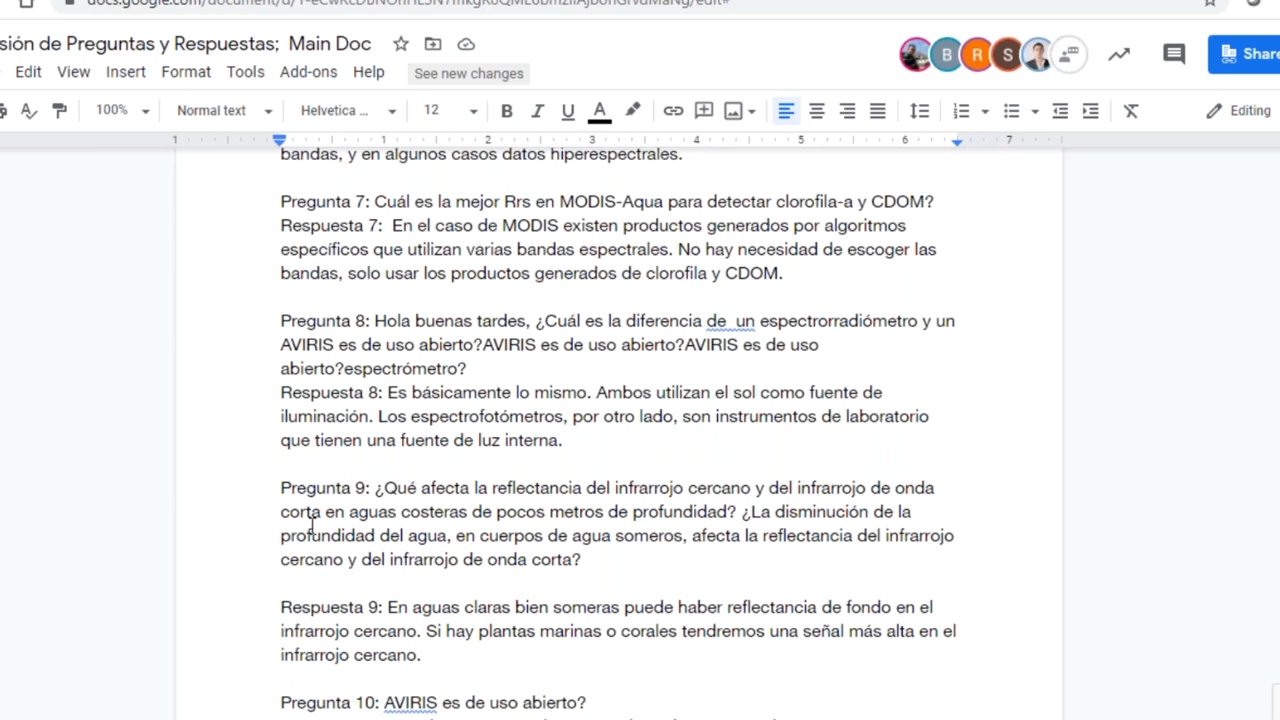 sión de Preguntas y Respuestas; Main Doc
B R S
Share
Edit View Insert Format Tools Add-ons Help See new changes
100% Normal text Helvetica ... 12 B I U A Editing
1 1 2 3 4 5 6 7
bandas, y en algunos casos datos hiperespectrales.
Pregunta 7: Cuál es la mejor Rrs en MODIS-Aqua para detectar clorofila-a y CDOM?
Respuesta 7: En el caso de MODIS existen productos generados por algoritmos
específicos que utilizan varias bandas espectrales. No hay necesidad de escoger las
bandas, solo usar los productos generados de clorofila y CDOM.
Pregunta 8: Hola buenas tardes, ¿Cuál es la diferencia de un espectrorradiómetro y un
AVIRIS es de uso abierto?AVIRIS es de uso abierto?AVIRIS es de uso
abierto?espectrómetro?
Respuesta 8: Es básicamente lo mismo. Ambos utilizan el sol como fuente de
iluminación. Los espectrofotómetros, por otro lado, son instrumentos de laboratorio
que tienen una fuente de luz interna.
Pregunta 9: ¿Qué afecta la reflectancia del infrarrojo cercano y del infrarrojo de onda
corta en aguas costeras de pocos metros de profundidad? ¿La disminución de la
profundidad del agua, en cuerpos de agua someros, afecta la reflectancia del infrarrojo
cercano y del infrarrojo de onda corta?
Respuesta 9: En aguas claras bien someras puede haber reflectancia de fondo en el
infrarrojo cercano. Si hay plantas marinas o corales tendremos una señal más alta en el
infrarrojo cercano.
Pregunta 10: AVIRIS es de uso abierto?